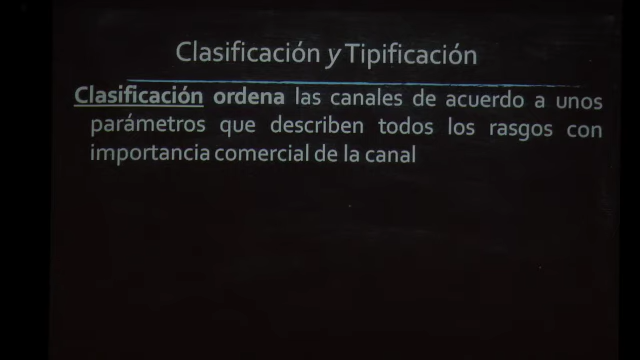 Clasificación y Tipificación
Clasificación ordena las canales de acuerdo a unos
parámetros que describen todos los rasgos con
importancia comercial de la canal